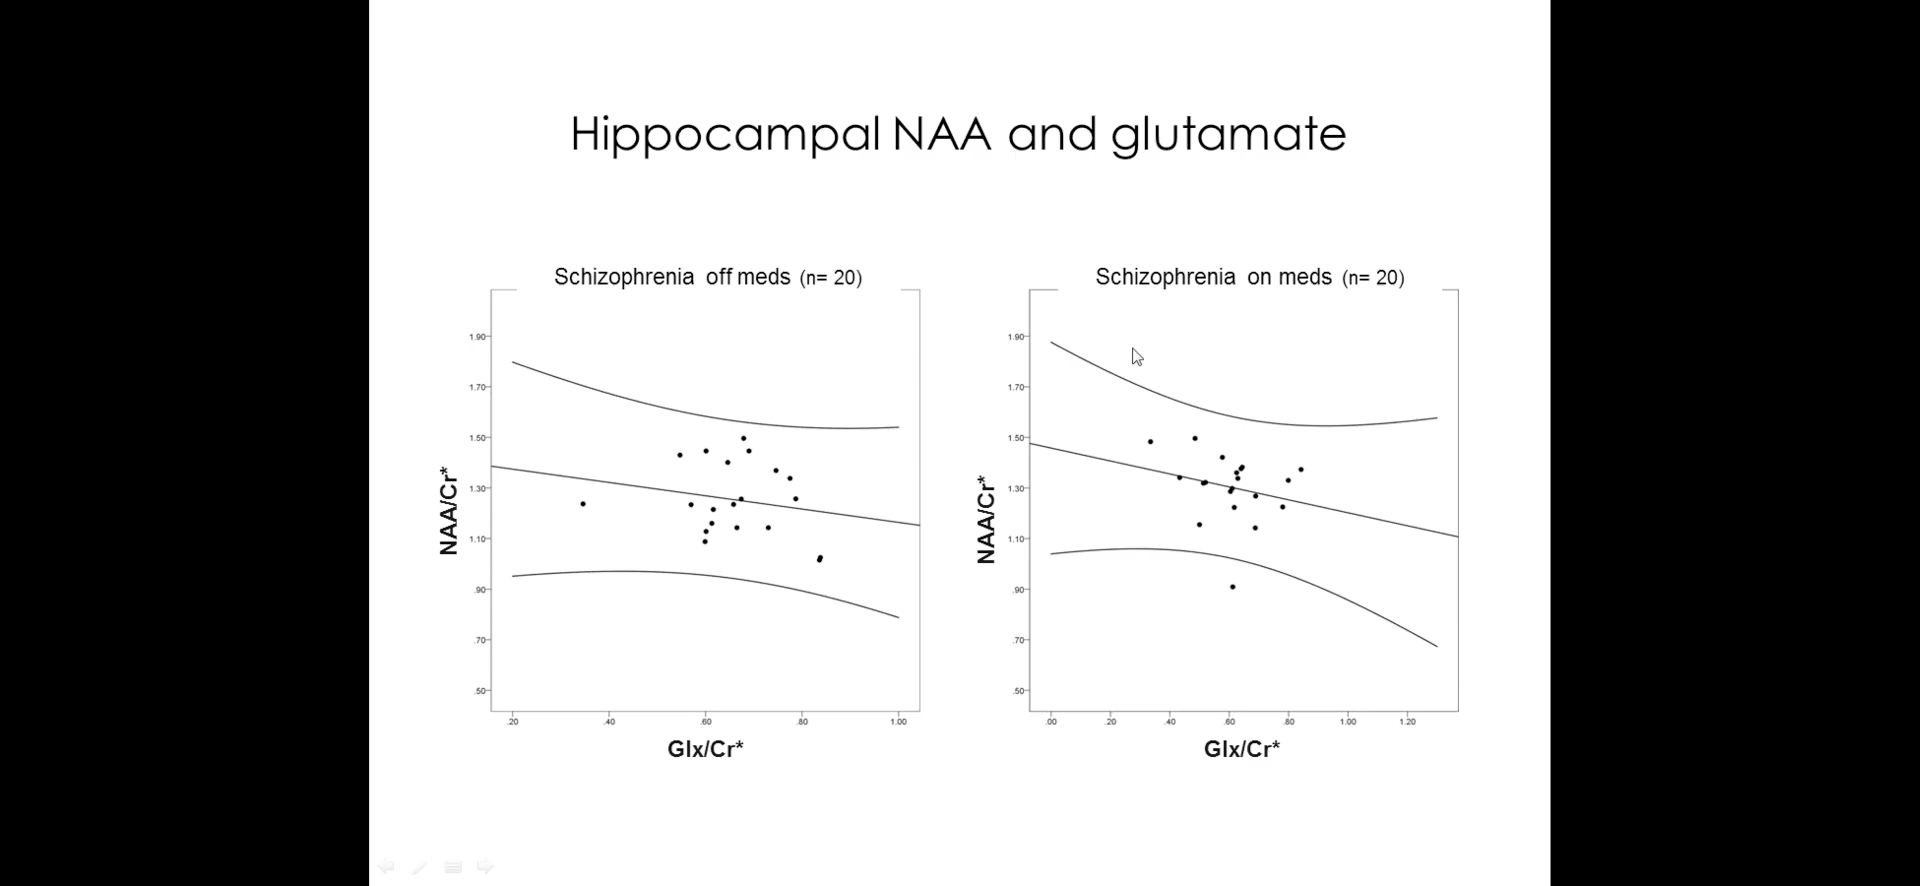 Hippocampal NAA and glutamate
Schizophrenia off meds (n= 20)
1.90
1.70
1.50
1.30
1.10
.90
.70
.50
NAA/Cr*
.20 .40 .60 .80 1.00
Glx/Cr*
Schizophrenia on meds (n= 20)
1.90
1.70
1.50
1.30
1.10
.90
.70
.50
NAA/Cr*
.00 .20 .40 .60 .80 1.00 1.20
Glx/Cr*